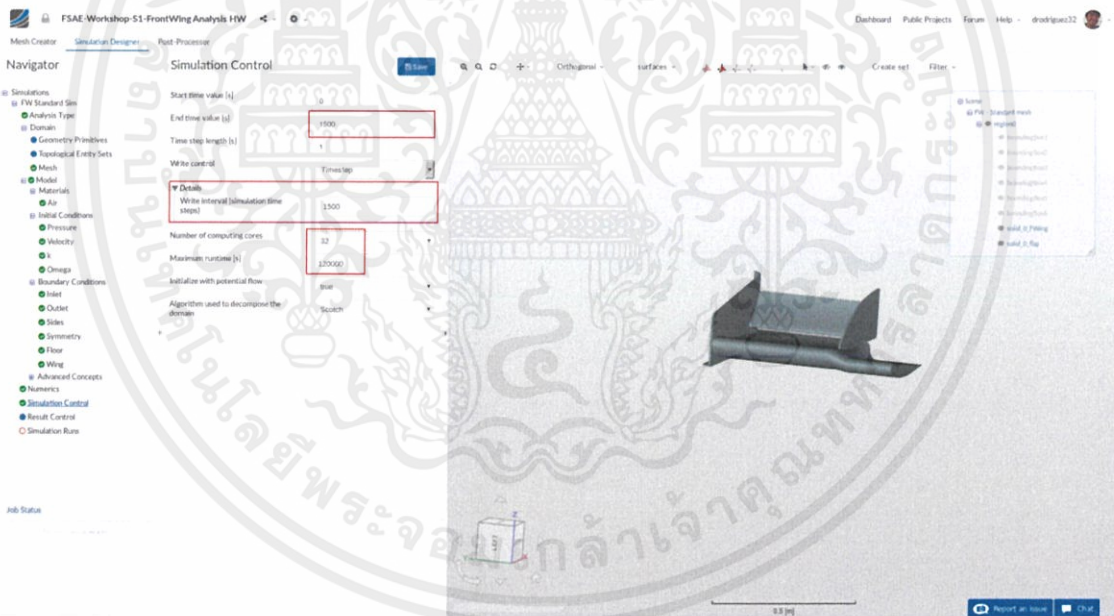 FSAE-Workshop-S1-FrontWing Analysis HW
Dashboard Public Projects Forum Help drodriguez32
Mesh Creator Simulation Designer Post-Processor
Navigator
Simulations
FW Standard Sim
Analysis Type
Domain
Geometry Primitives
Topological Entity Sets
Mesh
Model
Materials
Air
Initial Conditions
Pressure
Velocity
k
Omega
Boundary Conditions
Inlet
Outlet
Sides
Symmetry
Floor
Wing
Advanced Concepts
Numerics
Simulation Control
Result Control
Simulation Runs
Job Status
Simulation Control
Save
Start time value [s] 0
End time value [s] 1500
Time step length [s] 1
Write control Timestep
Details
Write interval (simulation time steps) 1500
Number of computing cores 32
Maximum runtime [s] 120000
Initialize with potential flow true
Algorithm used to decompose the domain Scotch
Orthogonal surfaces Create set Filter
Scene
FW - Standard mesh
region0
solid_0_flap
LEFT
Z
0.5 [m]
Report an issue Chat